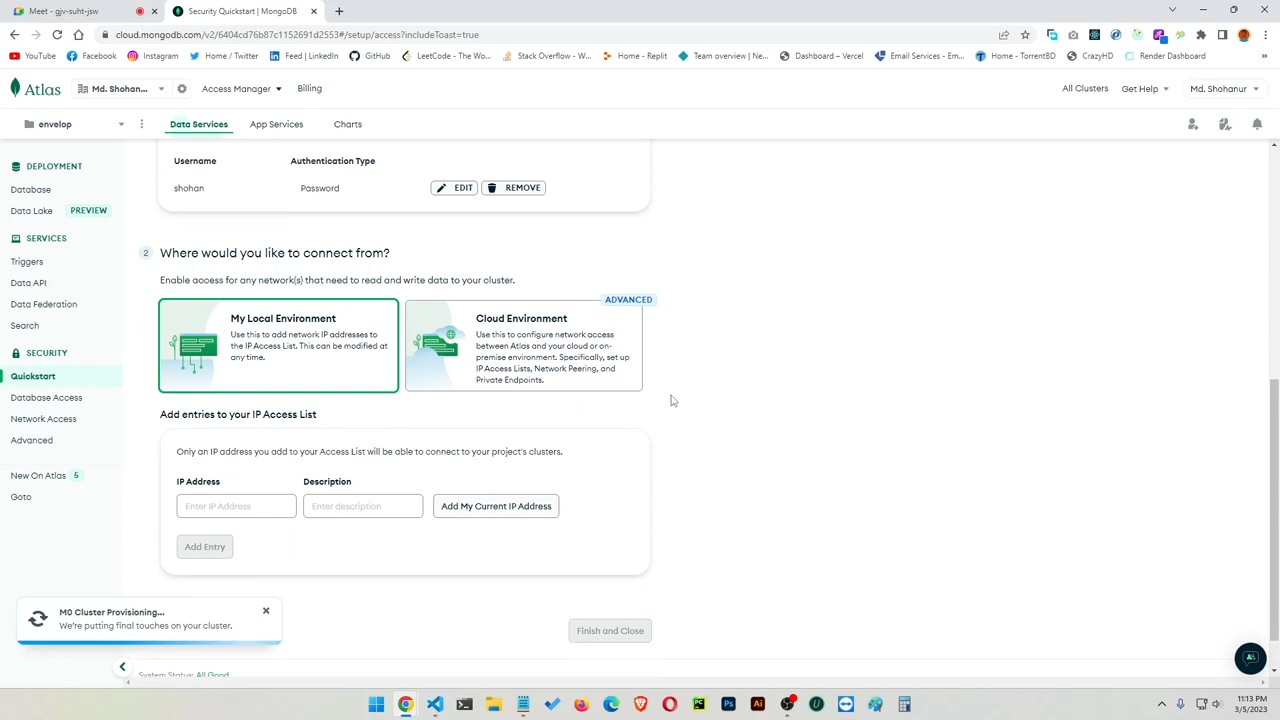 Meet - gjv-suht-jsw
Security Quickstart | MongoDB
cloud.mongodb.com/v2/6404cd76b87c1152691d2553#/setup/access?includeToast=true
YouTube
Facebook
Instagram
Home / Twitter
Feed | LinkedIn
GitHub
LeetCode - The Wo...
Stack Overflow - W...
Home - Replit
Team overview | Ne...
Dashboard – Vercel
Email Services - Em...
Home - TorrentBD
CrazyHD
Render Dashboard
»
Atlas
Md. Shohan...
Access Manager
Billing
All Clusters
Get Help
Md. Shohanur
envelop
Data Services
App Services
Charts
DEPLOYMENT
Database
Data Lake
PREVIEW
SERVICES
Triggers
Data API
Data Federation
Search
SECURITY
Quickstart
Database Access
Network Access
Advanced
New On Atlas 5
Goto
Username
Authentication Type
shohan
Password
EDIT
REMOVE
2
Where would you like to connect from?
Enable access for any network(s) that need to read and write data to your cluster.
My Local Environment
Use this to add network IP addresses to
the IP Access List. This can be modified at
any time.
ADVANCED
Cloud Environment
Use this to configure network access
between Atlas and your cloud or on-
premise environment. Specifically, set up
IP Access Lists, Network Peering, and
Private Endpoints.
Add entries to your IP Access List
Only an IP address you add to your Access List will be able to connect to your project's clusters.
IP Address
Description
Enter IP Address
Enter description
Add My Current IP Address
Add Entry
M0 Cluster Provisioning...
We're putting final touches on your cluster.
Finish and Close
System Status: All Good
11:13 PM
3/5/2023